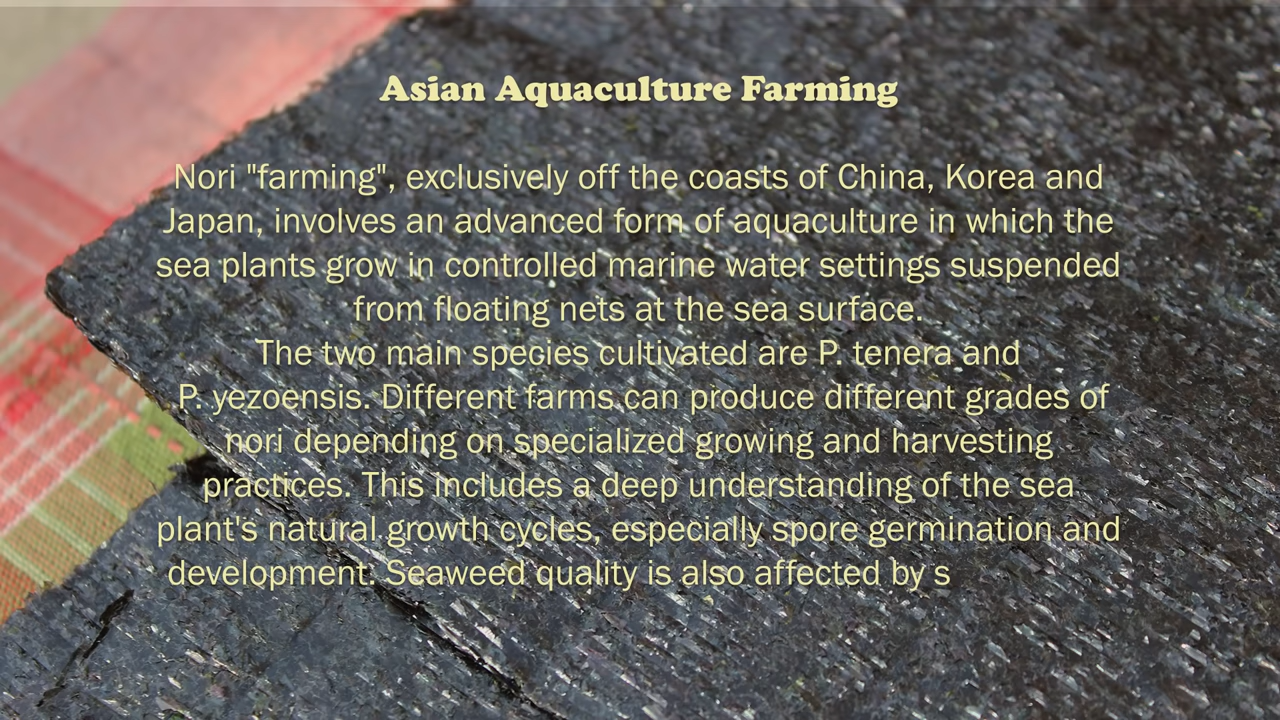 Asian Aquaculture Farming
Nori "farming", exclusively off the coasts of China, Korea and
Japan, involves an advanced form of aquaculture in which the
sea plants grow in controlled marine water settings suspended
from floating nets at the sea surface.
The two main species cultivated are P. tenera and
P. yezoensis. Different farms can produce different grades of
nori depending on specialized growing and harvesting
practices. This includes a deep understanding of the sea
plant's natural growth cycles, especially spore germination and
development. Seaweed quality is also affected by s